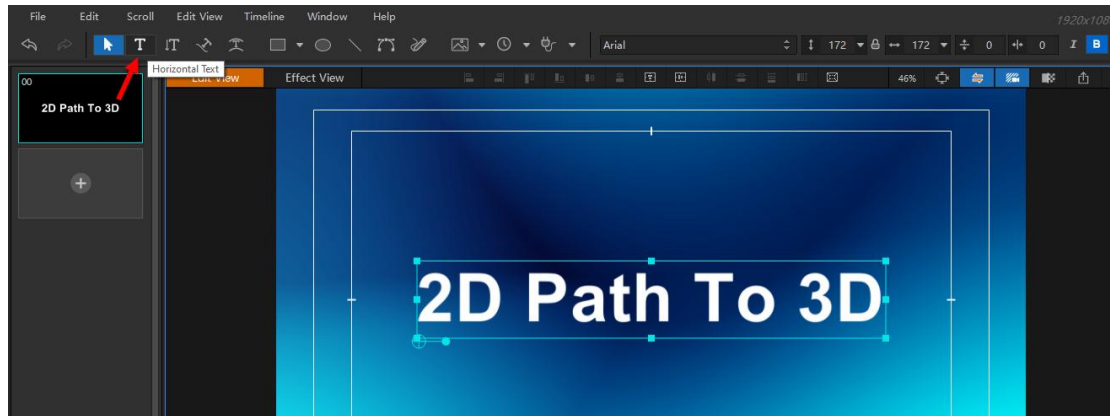 File Edit Scroll Edit View Timeline Window Help
1920x108
T IT T Arial 172 172 0 0 I B
Horizontal Text
Edit View Effect View 46%
00
2D Path To 3D
2D Path To 3D